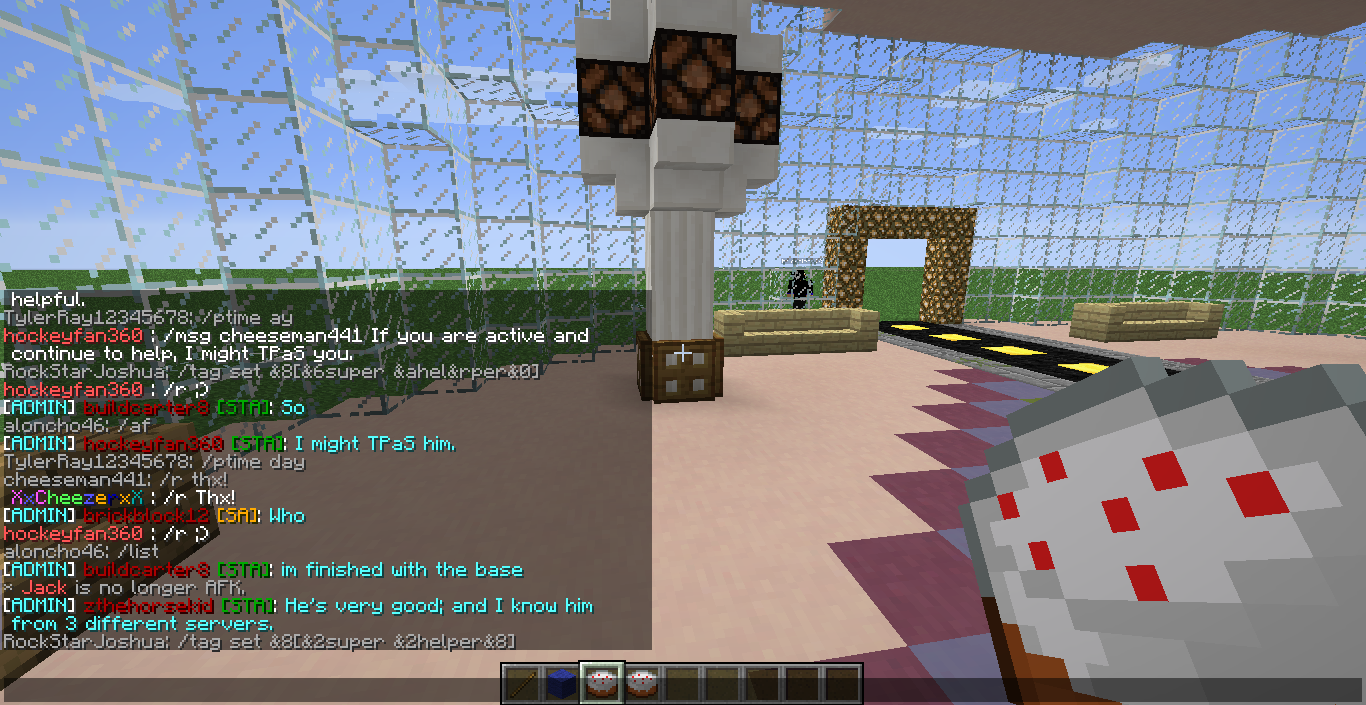 helpful.
TylerRay12345678: /ptime ay
hockeyfan360 : /msg cheeseman441 If you are active and
continue to help, I might TPaS you.
RockStarJoshua: /tag set &8[&6super &ahel&rper&0]
hockeyfan360 : /r ;)
[ADMIN] buildcarter8 [STA]: So
aloncho46: /af
[ADMIN] hockeyfan360 [STA]: I might TPaS him.
TylerRay12345678: /ptime day
cheeseman441: /r thx!
XxCheezerxX : /r Thx!
[ADMIN] brickblock12 [SA]: Who
hockeyfan360 : /r ;)
aloncho46: /list
[ADMIN] buildcarter8 [STA]: im finished with the base
* Jack is no longer AFK.
[ADMIN] zthehorsekid [STA]: He's very good; and I know him
from 3 different servers.
RockStarJoshua: /tag set &8[&2super &2helper&8]